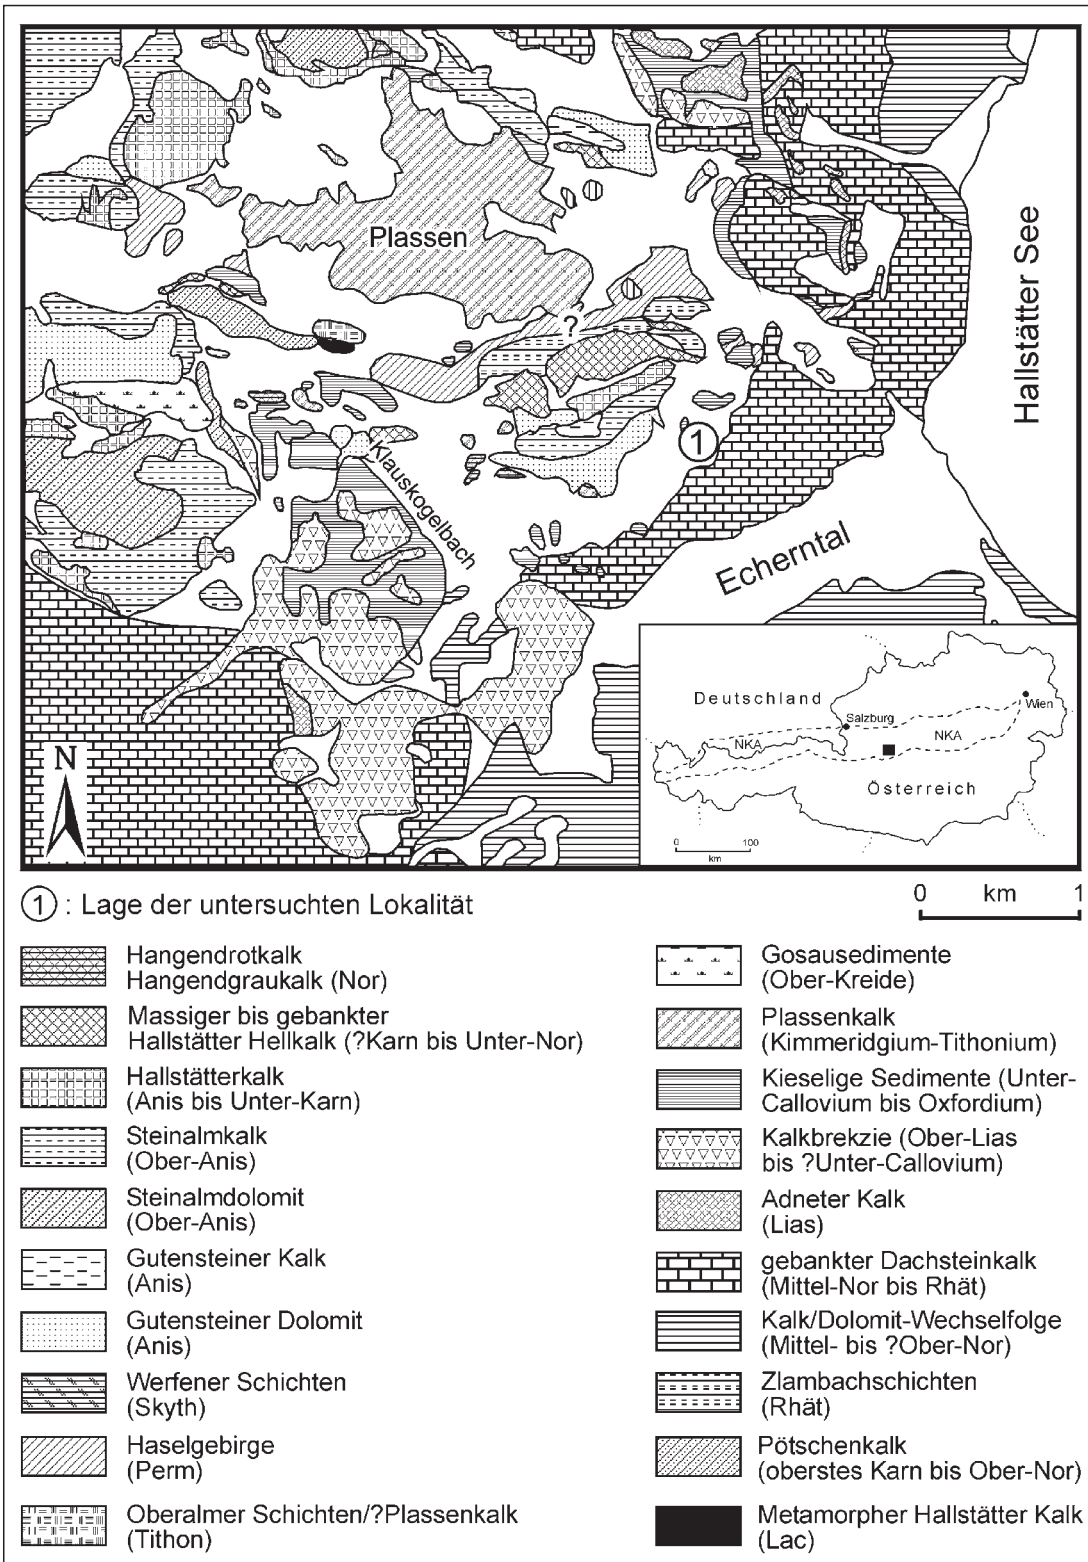 Plassen
?
Hallstätter See
1
Klauskogelbach
Echerntal
N
Deutschland
Salzburg
Wien
NKA
NKA
Österreich
0 100
km
1 : Lage der untersuchten Lokalität
0 km 1
Hangendrotkalk
Hangendgraukalk (Nor)
Massiger bis gebankter
Hallstätter Hellkalk (?Karn bis Unter-Nor)
Hallstätterkalk
(Anis bis Unter-Karn)
Steinalmkalk
(Ober-Anis)
Steinalmdolomit
(Ober-Anis)
Gutensteiner Kalk
(Anis)
Gutensteiner Dolomit
(Anis)
Werfener Schichten
(Skyth)
Haselgebirge
(Perm)
Oberalmer Schichten/?Plassenkalk
(Tithon)
Gosausedimente
(Ober-Kreide)
Plassenkalk
(Kimmeridgium-Tithonium)
Kieselige Sedimente (Unter-
Callovium bis Oxfordium)
Kalkbrekzie (Ober-Lias
bis ?Unter-Callovium)
Adneter Kalk
(Lias)
gebankter Dachsteinkalk
(Mittel-Nor bis Rhät)
Kalk/Dolomit-Wechselfolge
(Mittel- bis ?Ober-Nor)
Zlambachschichten
(Rhät)
Pötschenkalk
(oberstes Karn bis Ober-Nor)
Metamorpher Hallstätter Kalk
(Lac)